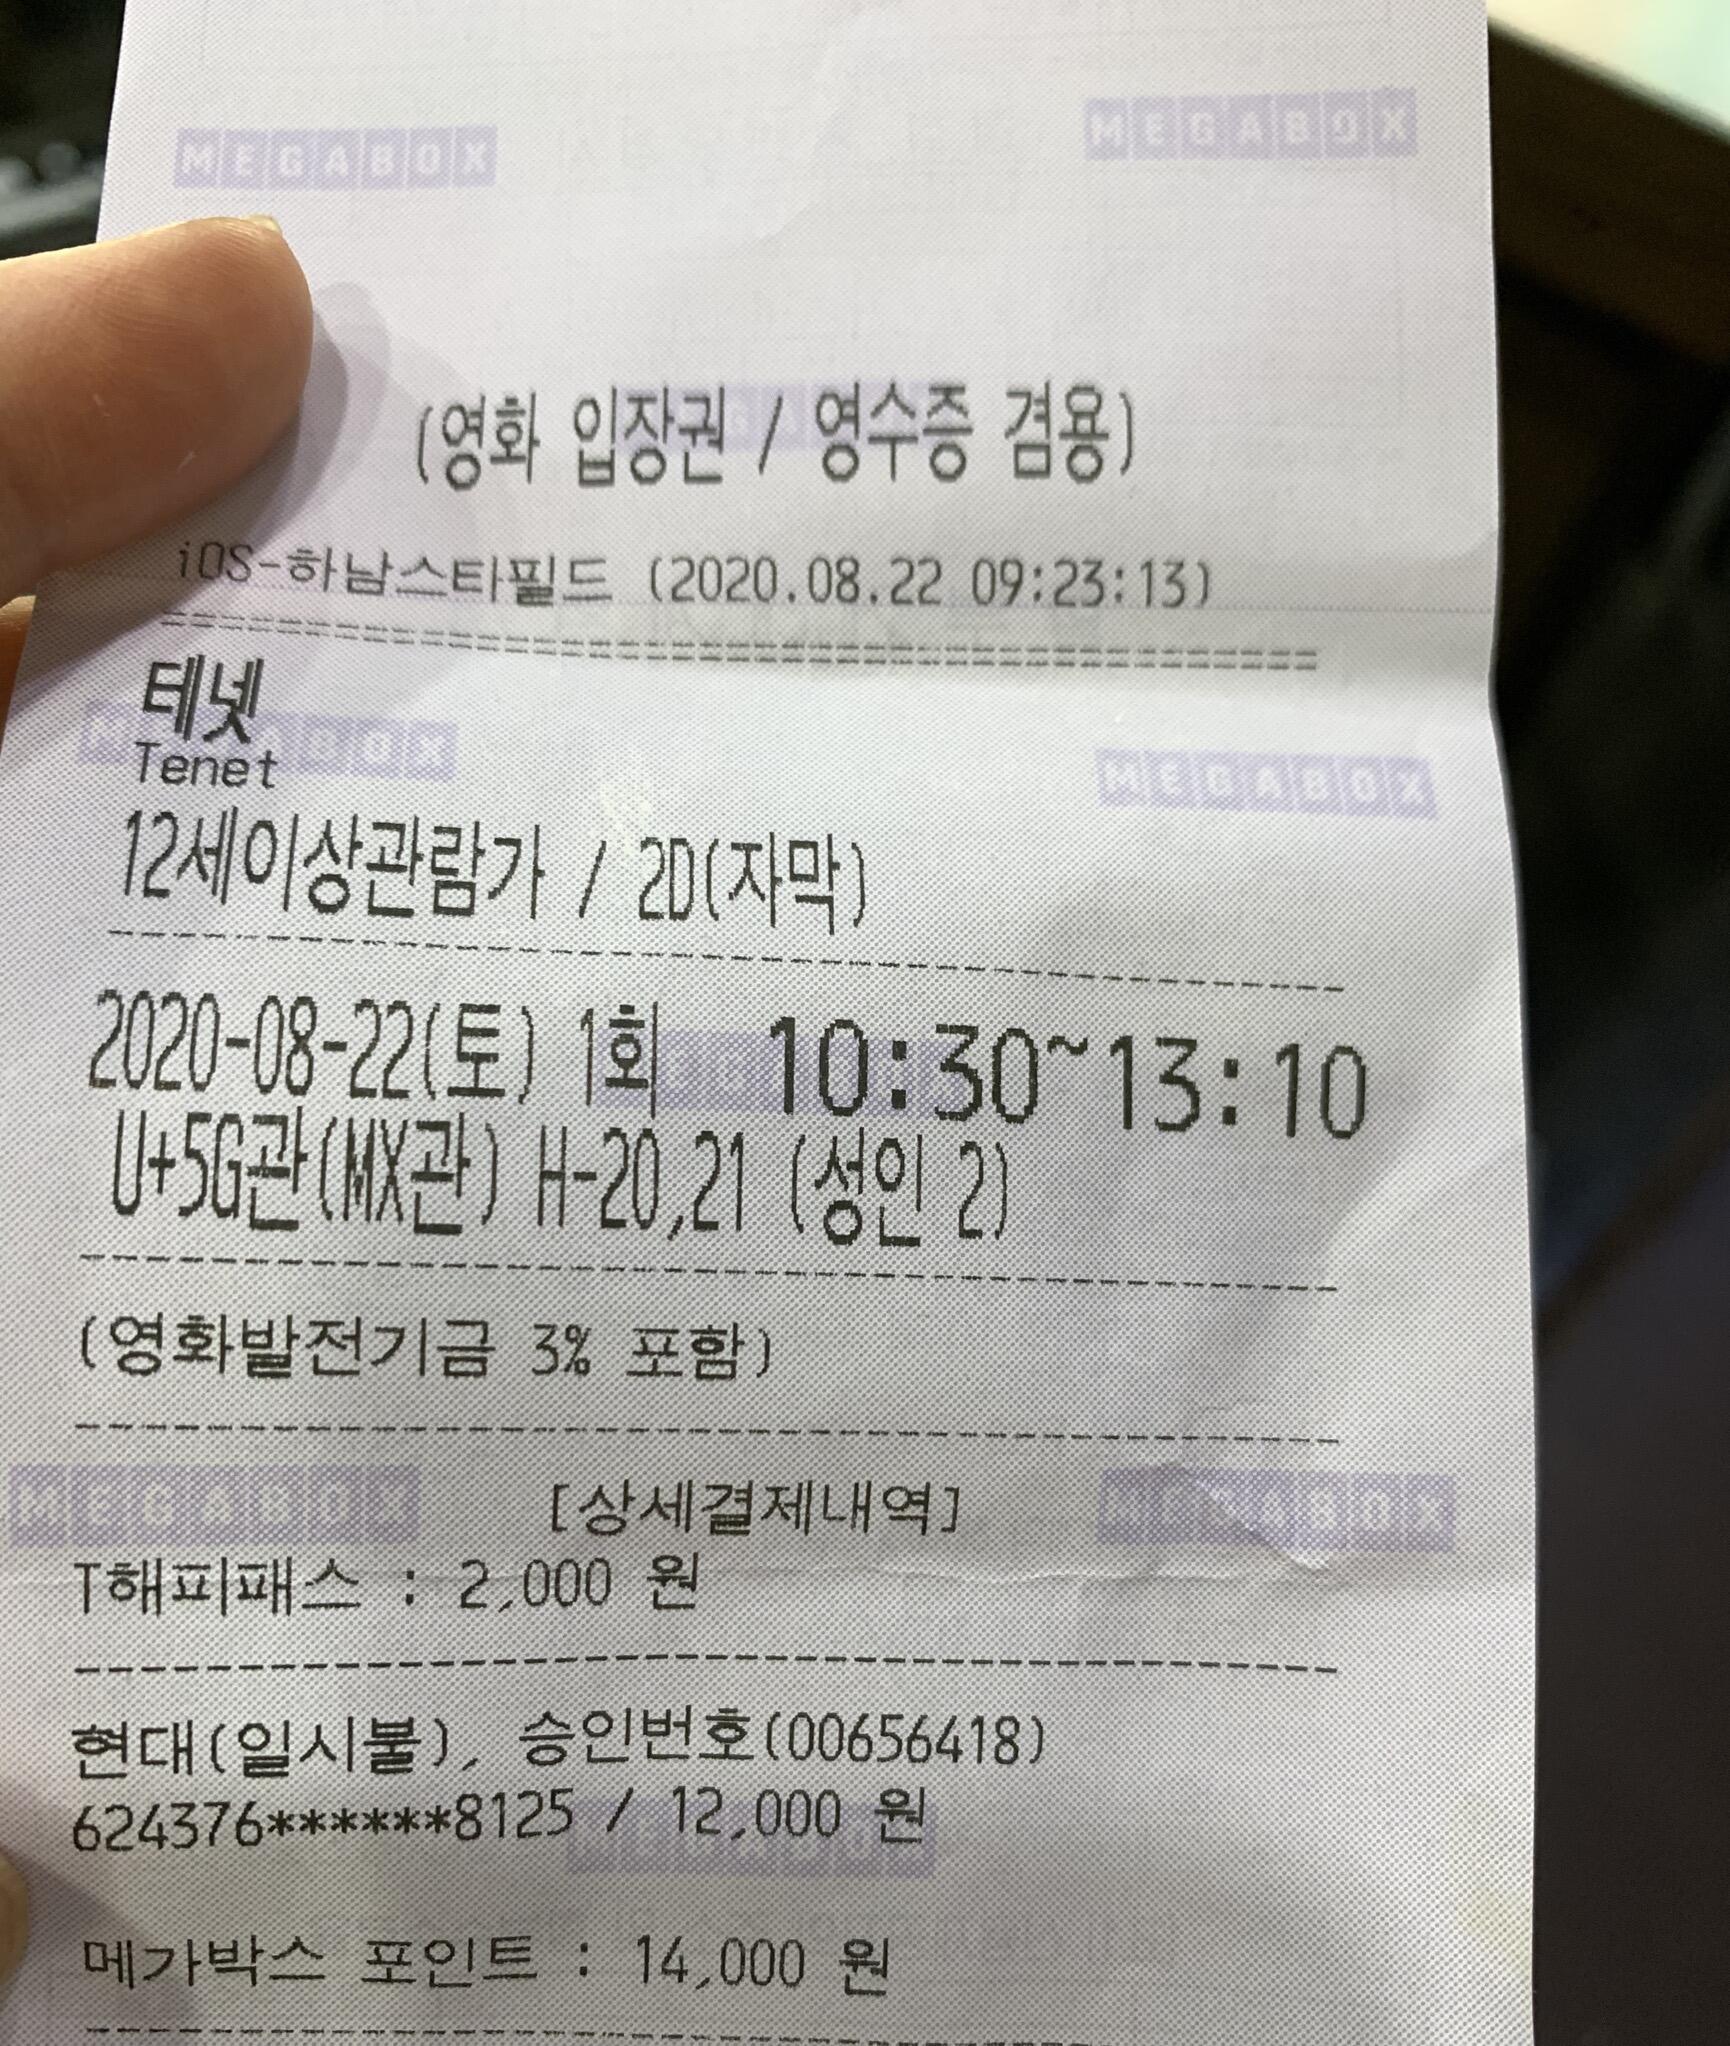 MEGABOX MEGABOX
(영화 입장권 / 영수증 겸용)
iOS-하남스타필드 (2020.08.22 09:23:13)
테넷
Tenet
MEGABOX MEGABOX
12세이상관람가 / 2D(자막)
2020-08-22(토) 1회 10:30~13:10
U+5G관(MX관) H-20,21 (성인 2)
(영화발전기금 3% 포함)
MEGABOX [상세결제내역] MEGABOX
T해피패스 : 2,000 원
현대(일시불), 승인번호(00656418)
624376******8125 / 12,000 원
MEGABOX
메가박스 포인트 : 14,000 원